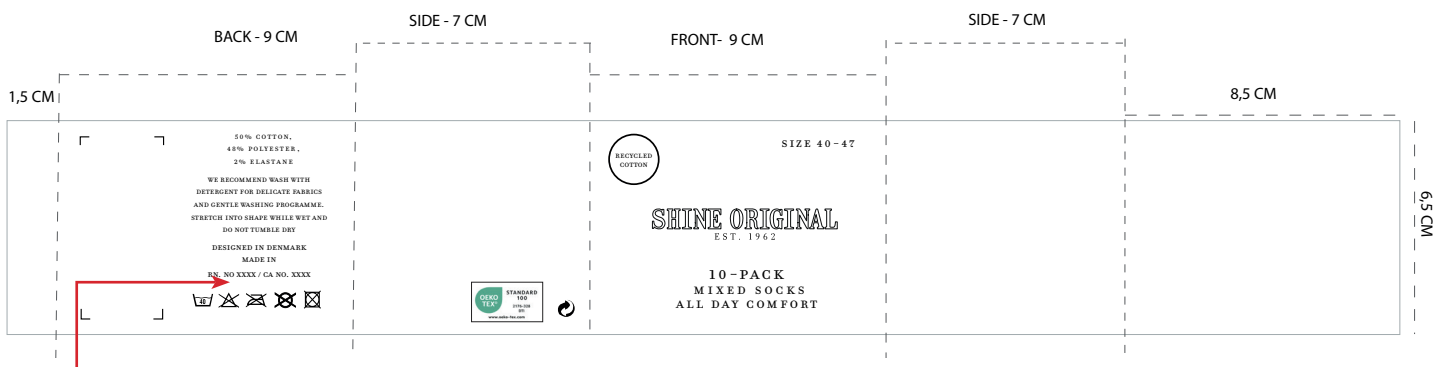 BACK - 9 CM
SIDE - 7 CM
FRONT- 9 CM
SIDE - 7 CM
1,5 CM
8,5 CM
6,5 CM
50% COTTON,
48% POLYESTER,
2% ELASTANE
WE RECOMMEND WASH WITH
DETERGENT FOR DELICATE FABRICS
AND GENTLE WASHING PROGRAMME.
STRETCH INTO SHAPE WHILE WET AND
DO NOT TUMBLE DRY
DESIGNED IN DENMARK
MADE IN
RN. NO XXXX / CA NO. XXXX
40
OEKO
TEX®
STANDARD
100
www.oeko-tex.com
RECYCLED
COTTON
SIZE 40-47
SHINE ORIGINAL
EST. 1962
10-PACK
MIXED SOCKS
ALL DAY COMFORT